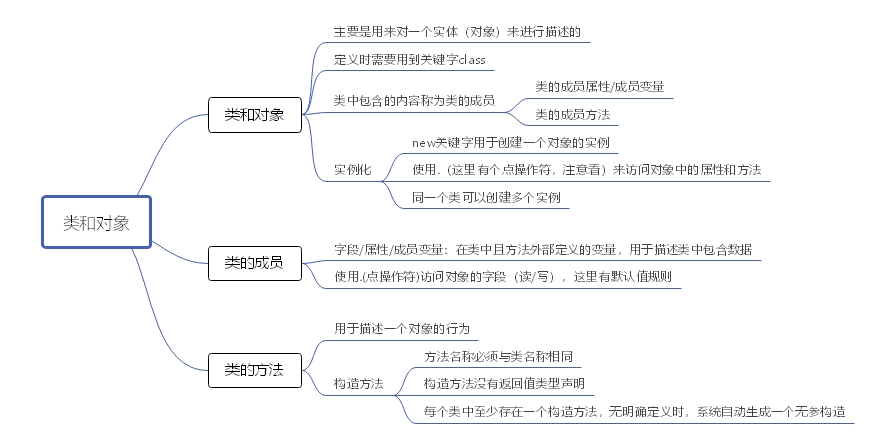 类和对象
类和对象
主要是用来对一个实体（对象）来进行描述的
定义时需要用到关键字class
类中包含的内容称为类的成员
类的成员属性/成员变量
类的成员方法
实例化
new关键字用于创建一个对象的实例
使用.（这里有个点操作符，注意看）来访问对象中的属性和方法
同一个类可以创建多个实例
类的成员
字段/属性/成员变量：在类中且方法外部定义的变量，用于描述类中包含数据
使用.(点操作符)访问对象的字段（读/写），这里有默认值规则
类的方法
用于描述一个对象的行为
构造方法
方法名称必须与类名称相同
构造方法没有返回值类型声明
每个类中至少存在一个构造方法，无明确定义时，系统自动生成一个无参构造